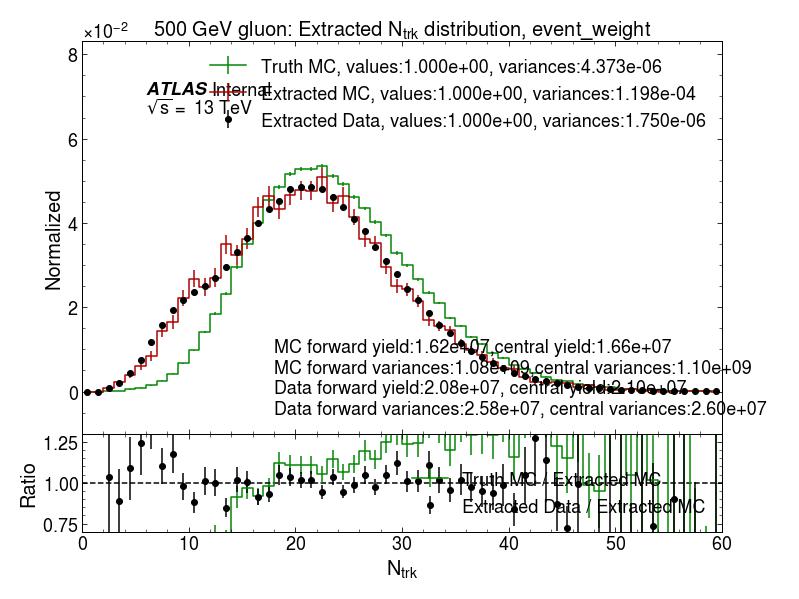 ×10⁻² 500 GeV gluon: Extracted N_trk distribution, event_weight
8
Truth MC, values:1.000e+00, variances:4.373e-06
ATLAS Internal
Extracted MC, values:1.000e+00, variances:1.198e-04
√s = 13 TeV
Extracted Data, values:1.000e+00, variances:1.750e-06
6
4
2
0
Normalized
MC forward yield:1.62e+07,central yield:1.66e+07
MC forward variances:1.08e+09,central variances:1.10e+09
Data forward yield:2.08e+07,central yield:2.10e+07
Data forward variances:2.58e+07, central variances:2.60e+07
1.25
1.00
0.75
Ratio
Truth MC / Extracted MC
Extracted Data / Extracted MC
0 10 20 30 40 50 60
N_trk